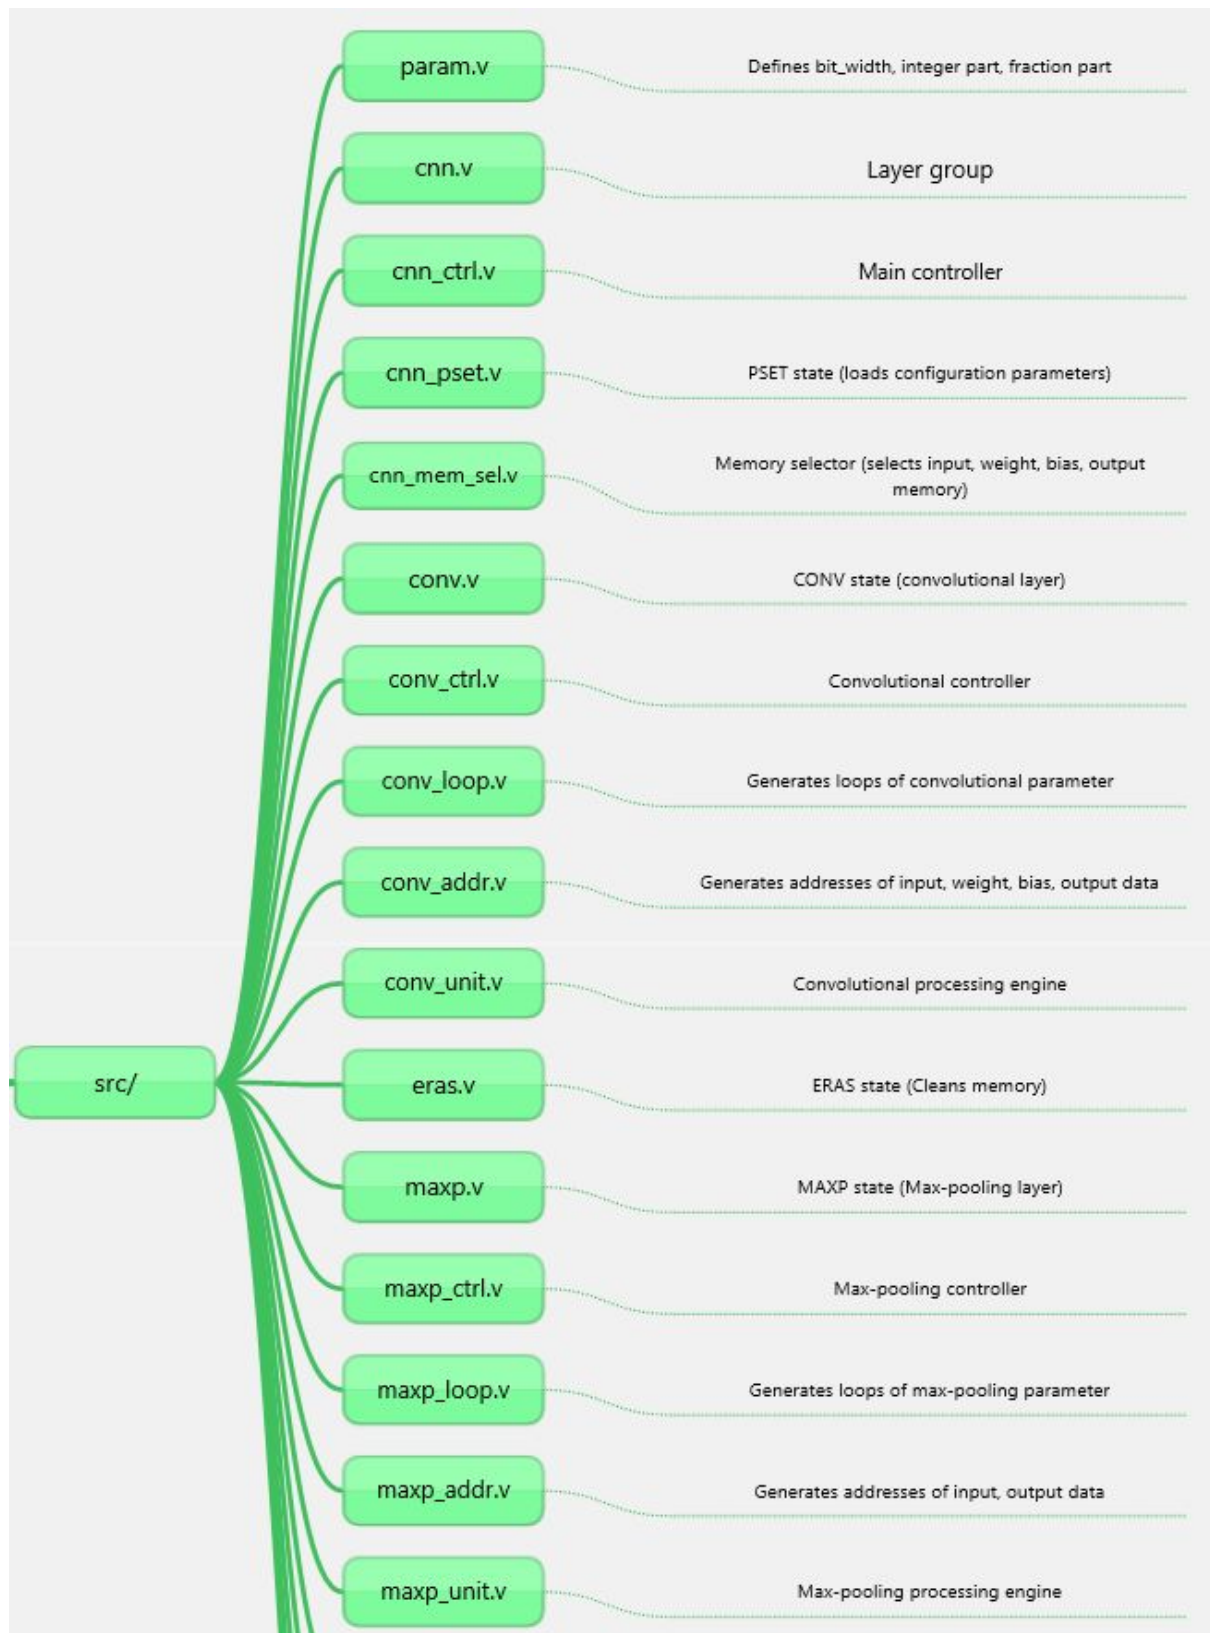 param.v
Defines bit_width, integer part, fraction part
cnn.v
Layer group
cnn_ctrl.v
Main controller
cnn_pset.v
PSET state (loads configuration parameters)
cnn_mem_sel.v
Memory selector (selects input, weight, bias, output
memory)
conv.v
CONV state (convolutional layer)
conv_ctrl.v
Convolutional controller
conv_loop.v
Generates loops of convolutional parameter
conv_addr.v
Generates addresses of input, weight, bias, output data
conv_unit.v
Convolutional processing engine
src/
eras.v
ERAS state (Cleans memory)
maxp.v
MAXP state (Max-pooling layer)
maxp_ctrl.v
Max-pooling controller
maxp_loop.v
Generates loops of max-pooling parameter
maxp_addr.v
Generates addresses of input, output data
maxp_unit.v
Max-pooling processing engine